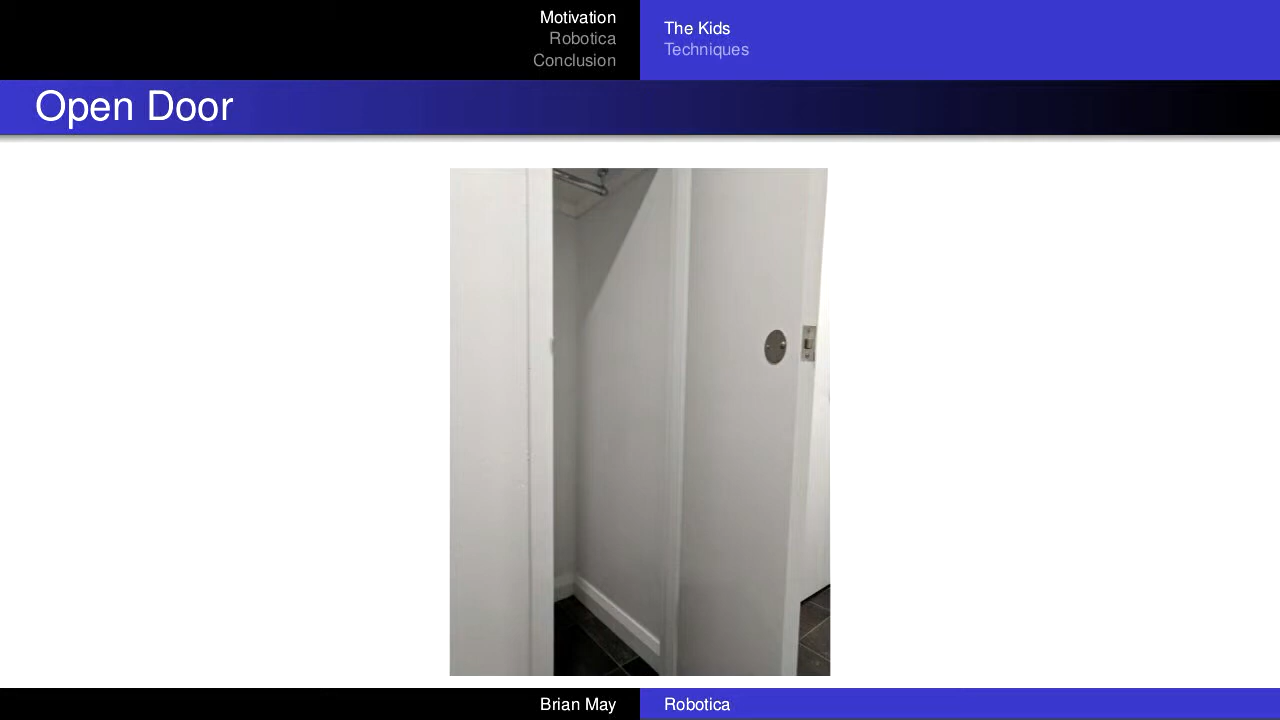 Motivation
Robotica
Conclusion
The Kids
Techniques
Open Door
Brian May
Robotica